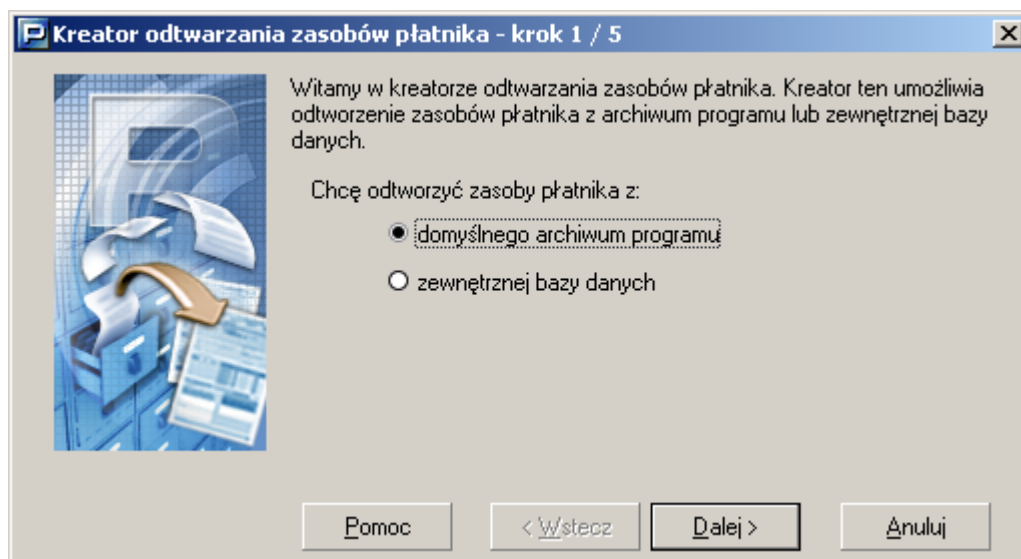 Kreator odtwarzania zasobów płatnika - krok 1 / 5
Witamy w kreatorze odtwarzania zasobów płatnika. Kreator ten umożliwia
odtworzenie zasobów płatnika z archiwum programu lub zewnętrznej bazy
danych.
Chcę odtworzyć zasoby płatnika z:
domyślnego archiwum programu
zewnętrznej bazy danych
Pomoc
< Wstecz
Dalej >
Anuluj